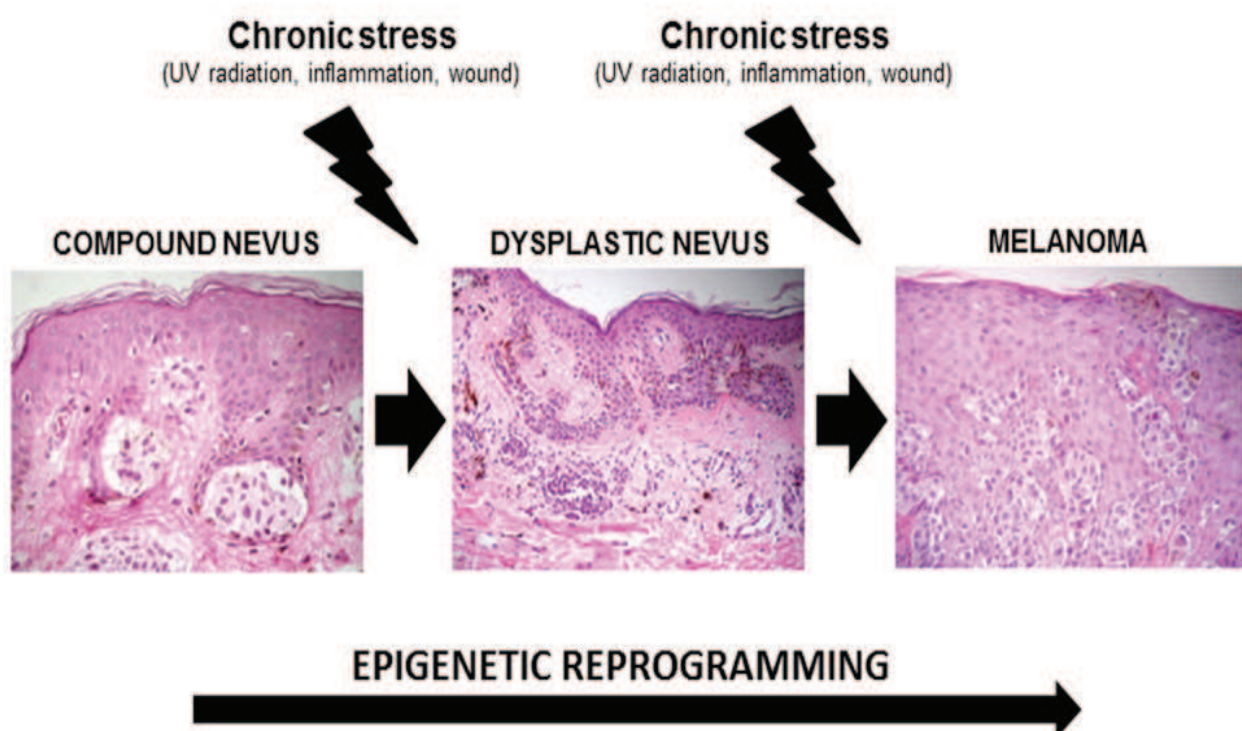 Chronic stress
(UV radiation, inflammation, wound)
Chronic stress
(UV radiation, inflammation, wound)
COMPOUND NEVUS
DYSPLASTIC NEVUS
MELANOMA
EPIGENETIC REPROGRAMMING